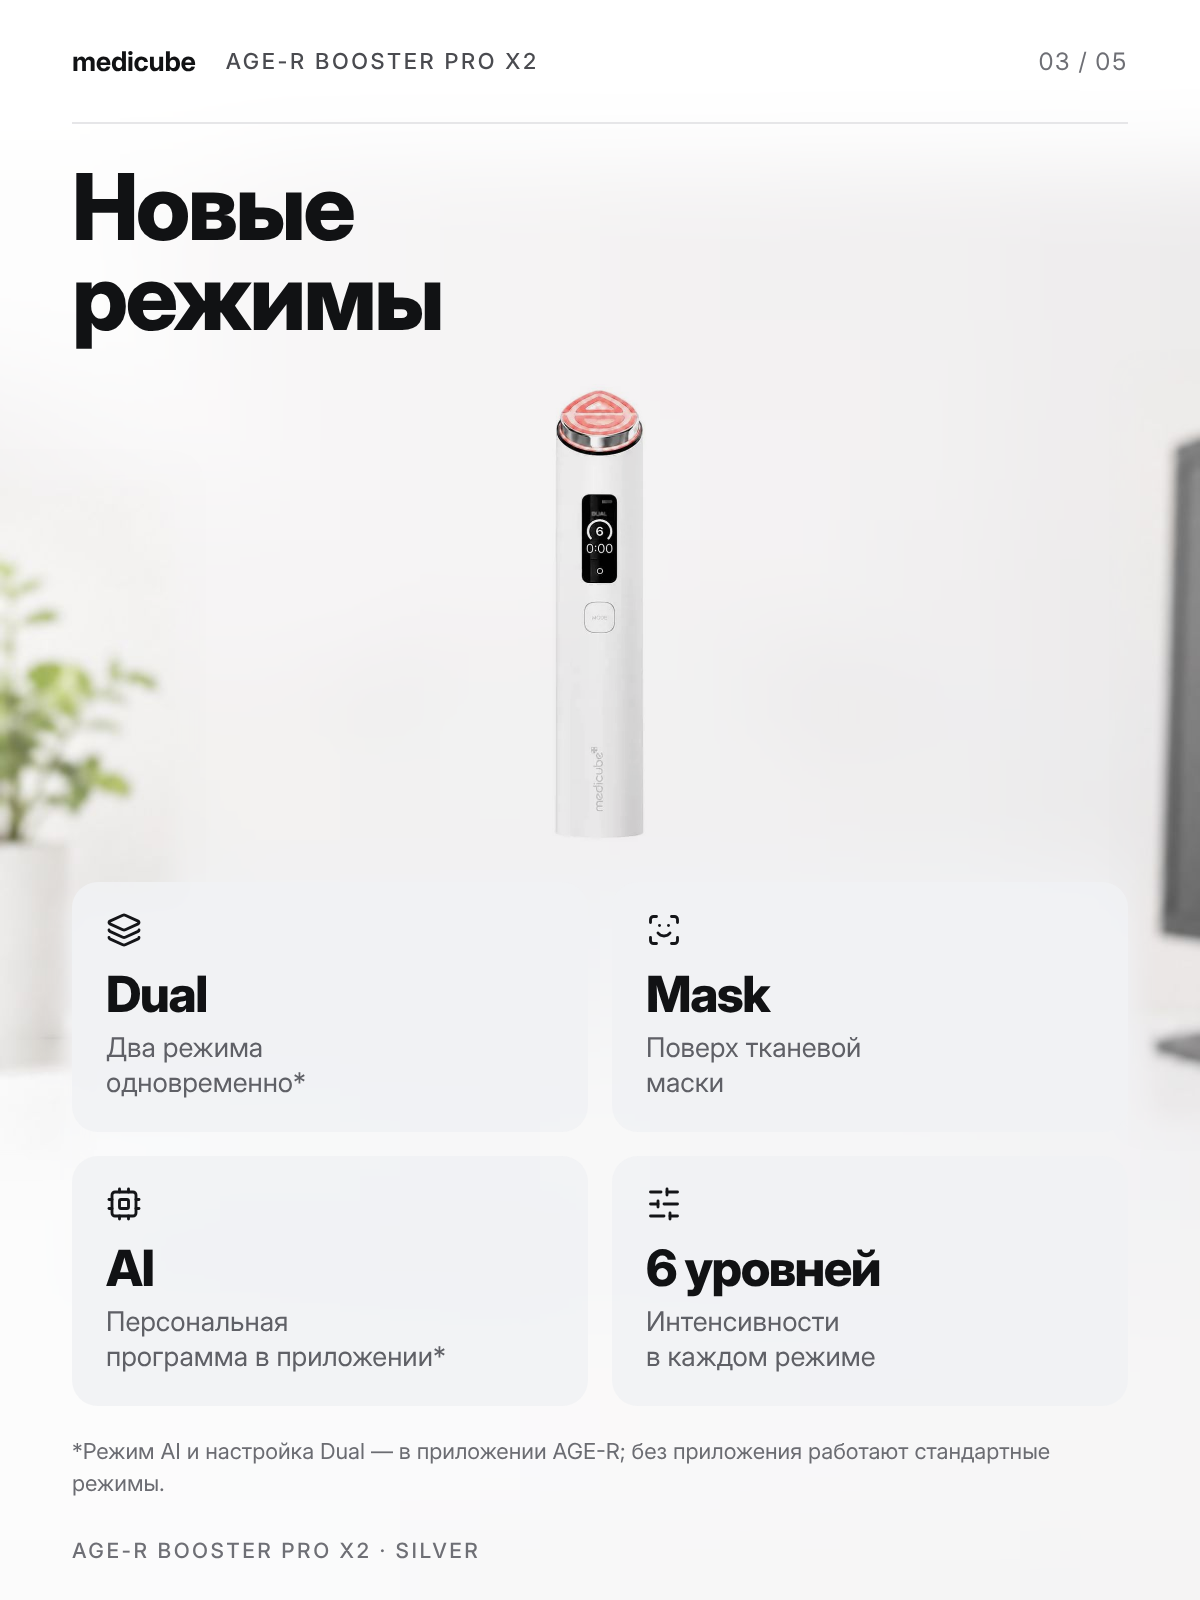 medicube AGE-R BOOSTER PRO X2 03 / 05
Новые
режимы
DUAL
6
0:00
medicube
Dual
Два режима
одновременно*
Mask
Поверх тканевой
маски
AI
Персональная
программа в приложении*
6 уровней
Интенсивности
в каждом режиме
*Режим AI и настройка Dual — в приложении AGE-R; без приложения работают стандартные
режимы.
AGE-R BOOSTER PRO X2 · SILVER